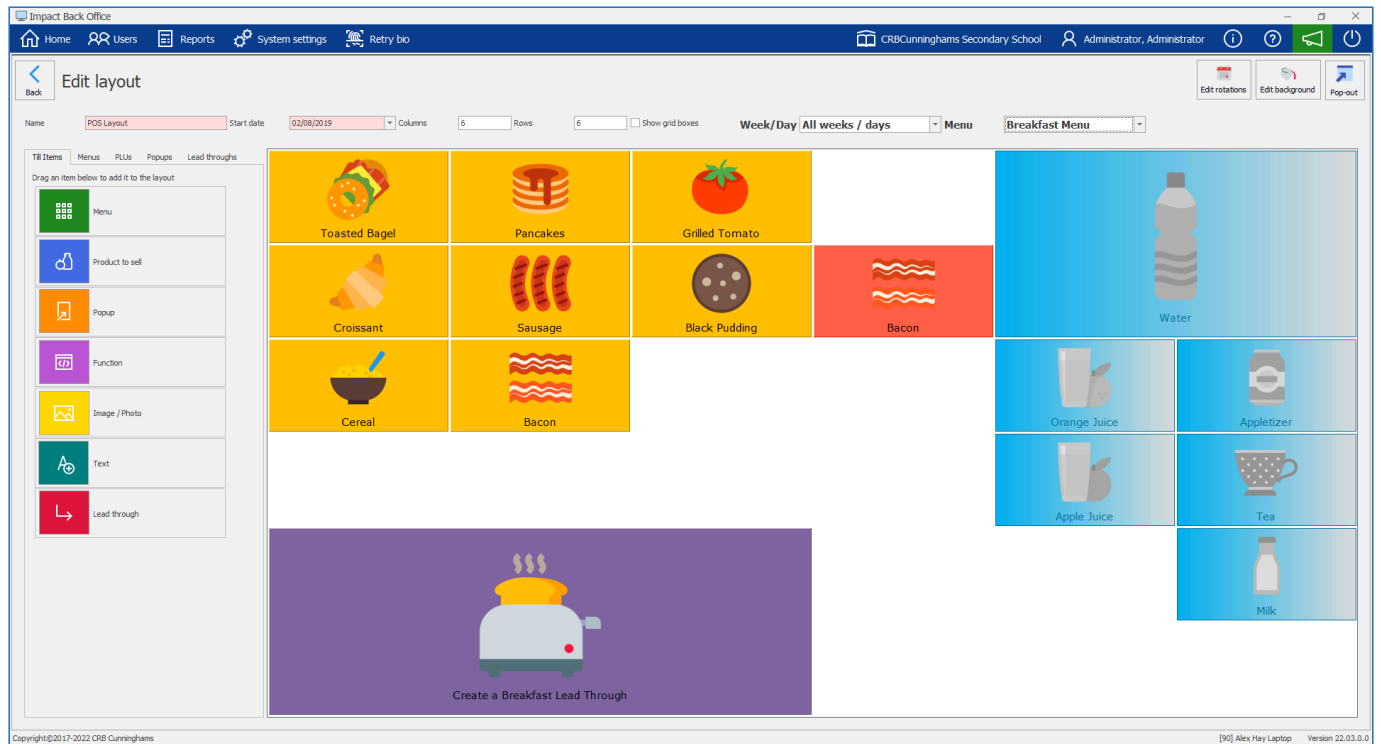 Impact Back Office
Home Users Reports System settings Retry bio CRBCunninghams Secondary School Administrator, Administrator
Back Edit layout Edit rotations Edit background Pop-out
Name POS Layout Start date 02/08/2019 Columns 6 Rows 6 Show grid boxes Week/Day All weeks / days Menu Breakfast Menu
Till Items Menus PLUs Popups Lead throughs
Drag an item below to add it to the layout
Menu
Product to sell
Popup
Function
Image / Photo
Text
Lead through
Toasted Bagel Pancakes Grilled Tomato
Croissant Sausage Black Pudding Bacon Water
Cereal Bacon Orange Juice Appletizer
Apple Juice Tea
Milk
Create a Breakfast Lead Through
Copyright©2017-2022 CRB Cunninghams [90] Alex Hay Laptop Version 22.03.0.0